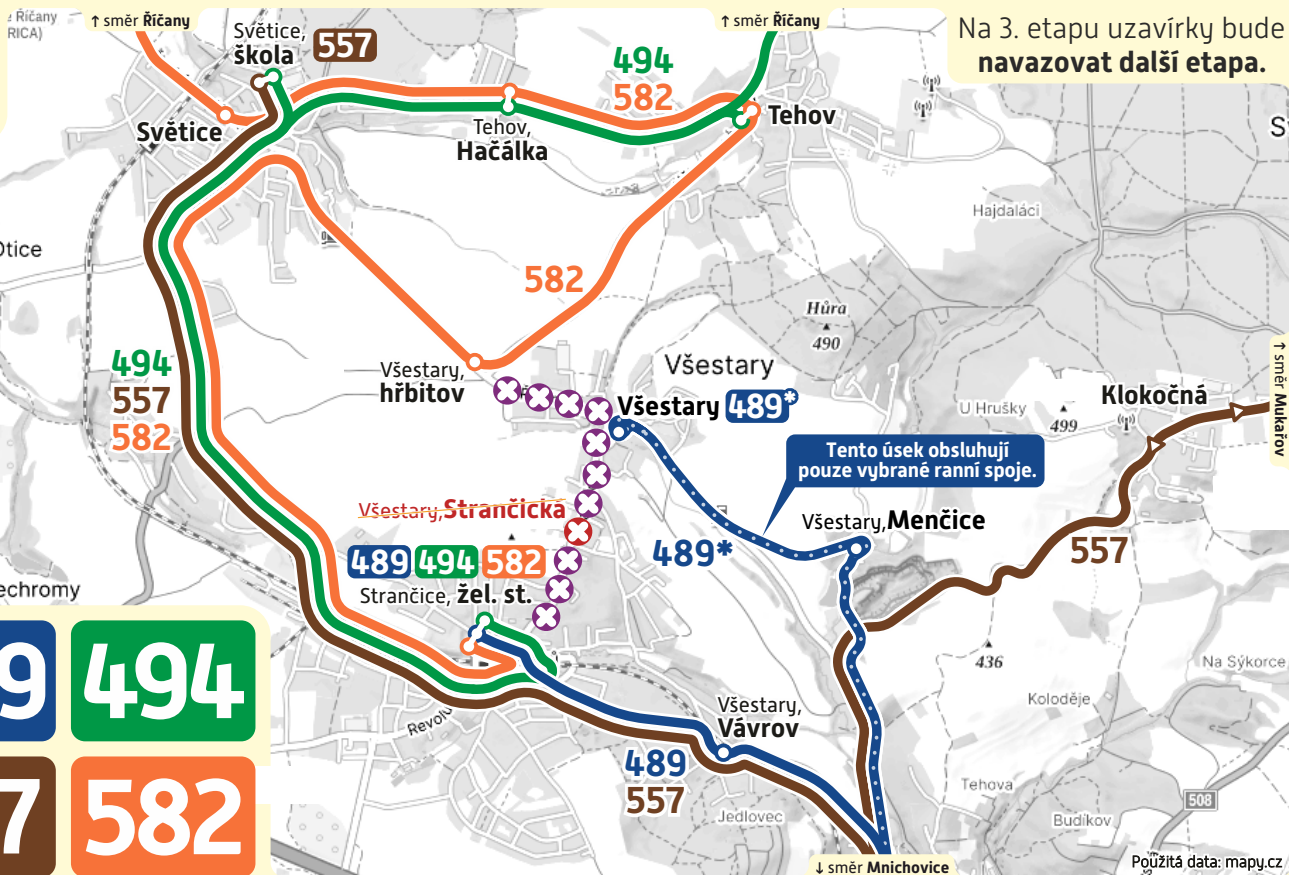 e Říčany
RICA)
↑ směr Říčany
Světice,
škola
557
↑ směr Říčany
Na 3. etapu uzavírky bude
navazovat další etapa.
494
582
Tehov
Světice
Tehov,
Hačálka
Hajdaláci
Otice
582
Hůra
490
↑ směr Mukařov
494
557
582
Všestary,
hřbitov
Všestary
Všestary 489*
Klokočná
U Hrušky
499
Tento úsek obsluhují
pouze vybrané ranní spoje.
Všestary, Strančická
Všestary, Menčice
489*
557
489 494 582
Strančice, žel. st.
echromy
9 494
436
Na Sýkorce
Koloděje
Všestary,
Vávrov
Revolu
489
557
7 582
Tehova
508
Jedlovec
Budíkov
↓ směr Mnichovice
Použitá data: mapy.cz